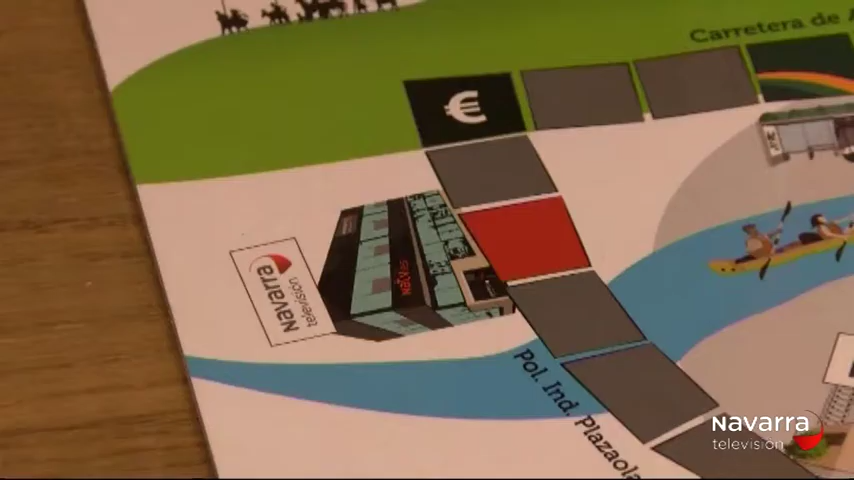 Carretera de
€
Navarra
televisión
Pol. Ind. Plazaola
Navarra
televisión